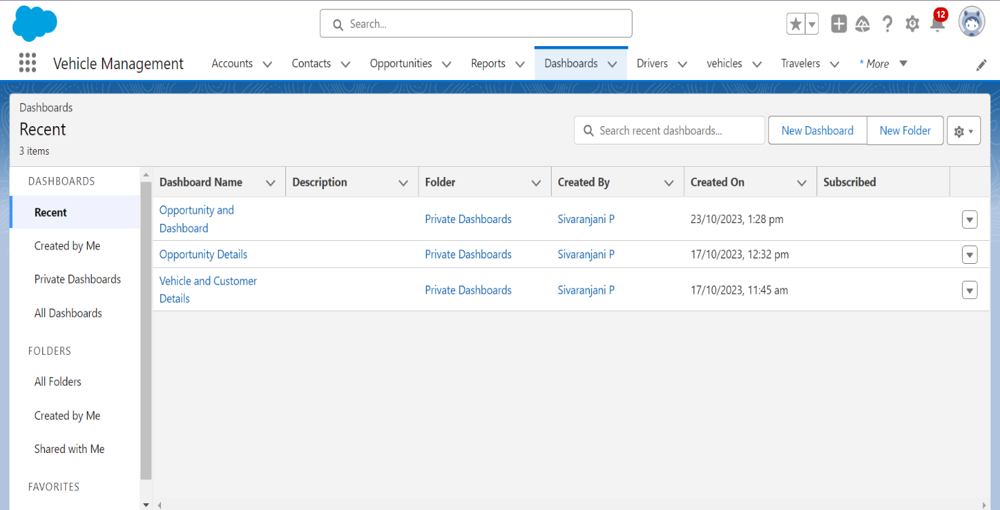 Search...
12
Vehicle Management
Accounts
Contacts
Opportunities
Reports
Dashboards
Drivers
vehicles
Travelers
* More
Dashboards
Recent
3 items
Search recent dashboards...
New Dashboard
New Folder
DASHBOARDS
Recent
Created by Me
Private Dashboards
All Dashboards
FOLDERS
All Folders
Created by Me
Shared with Me
FAVORITES
Dashboard Name
Description
Folder
Created By
Created On
Subscribed
Opportunity and
Dashboard
Private Dashboards
Sivaranjani P
23/10/2023, 1:28 pm
Opportunity Details
Private Dashboards
Sivaranjani P
17/10/2023, 12:32 pm
Vehicle and Customer
Details
Private Dashboards
Sivaranjani P
17/10/2023, 11:45 am